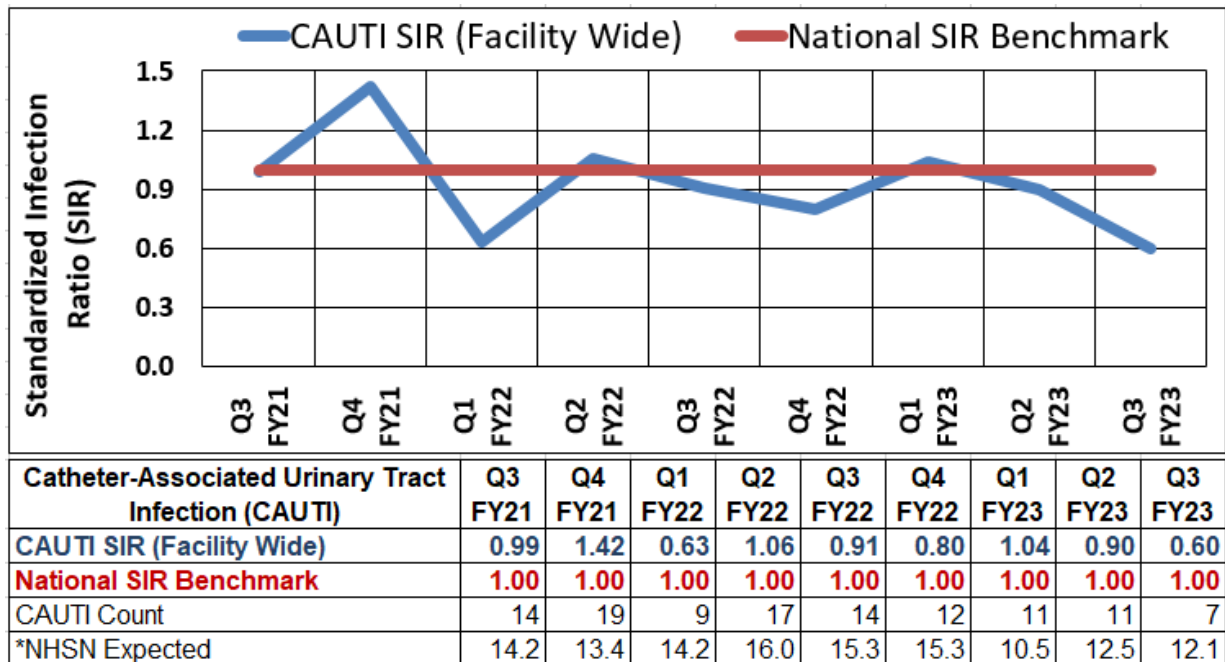 CAUTI SIR (Facility Wide) National SIR Benchmark
Standardized Infection
Ratio (SIR)
1.5
1.2
0.9
0.6
0.3
0.0
Q3 FY21
Q4 FY21
Q1 FY22
Q2 FY22
Q3 FY22
Q4 FY22
Q1 FY23
Q2 FY23
Q3 FY23
Catheter-Associated Urinary Tract Infection (CAUTI) Q3 FY21 Q4 FY21 Q1 FY22 Q2 FY22 Q3 FY22 Q4 FY22 Q1 FY23 Q2 FY23 Q3 FY23
CAUTI SIR (Facility Wide) 0.99 1.42 0.63 1.06 0.91 0.80 1.04 0.90 0.60
National SIR Benchmark 1.00 1.00 1.00 1.00 1.00 1.00 1.00 1.00 1.00
CAUTI Count 14 19 9 17 14 12 11 11 7
*NHSN Expected 14.2 13.4 14.2 16.0 15.3 15.3 10.5 12.5 12.1